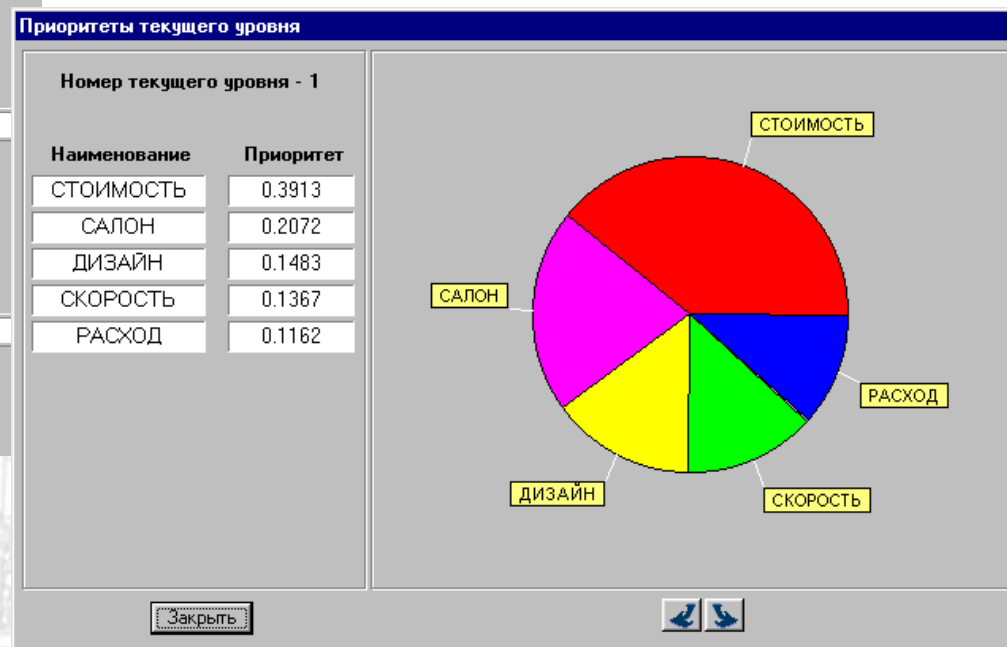 Приоритеты текущего уровня
Номер текущего уровня - 1
Наименование Приоритет
СТОИМОСТЬ 0.3913
САЛОН 0.2072
ДИЗАЙН 0.1483
СКОРОСТЬ 0.1367
РАСХОД 0.1162
СТОИМОСТЬ
САЛОН
РАСХОД
ДИЗАЙН
СКОРОСТЬ
Закрыть